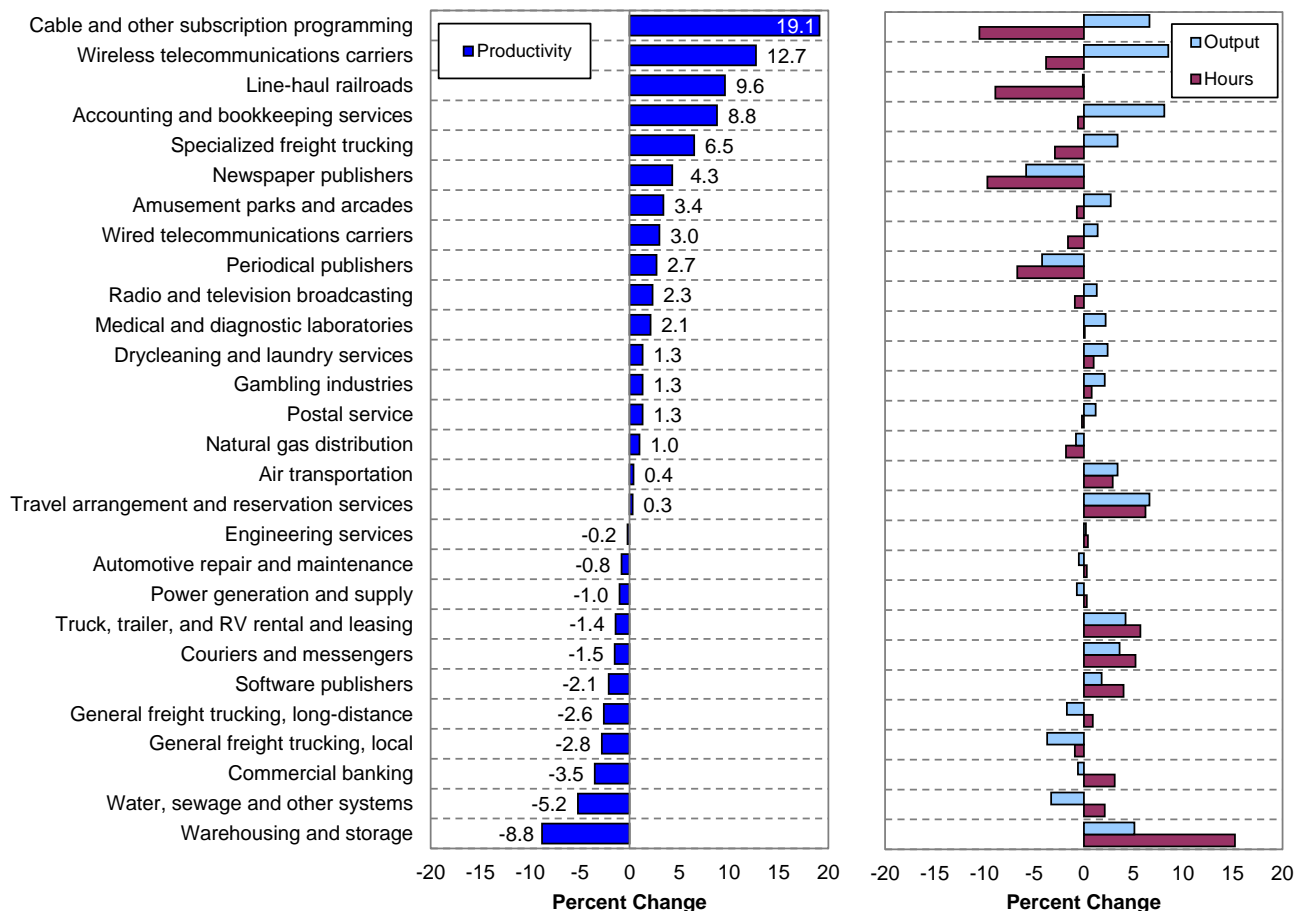 Cable and other subscription programming
Wireless telecommunications carriers
Line-haul railroads
Accounting and bookkeeping services
Specialized freight trucking
Newspaper publishers
Amusement parks and arcades
Wired telecommunications carriers
Periodical publishers
Radio and television broadcasting
Medical and diagnostic laboratories
Drycleaning and laundry services
Gambling industries
Postal service
Natural gas distribution
Air transportation
Travel arrangement and reservation services
Engineering services
Automotive repair and maintenance
Power generation and supply
Truck, trailer, and RV rental and leasing
Couriers and messengers
Software publishers
General freight trucking, long-distance
General freight trucking, local
Commercial banking
Water, sewage and other systems
Warehousing and storage
Productivity
19.1
12.7
9.6
8.8
6.5
4.3
3.4
3.0
2.7
2.3
2.1
1.3
1.3
1.3
1.0
0.4
0.3
-0.2
-0.8
-1.0
-1.4
-1.5
-2.1
-2.6
-2.8
-3.5
-5.2
-8.8
-20 -15 -10 -5 0 5 10 15 20
Percent Change
Output
Hours
-20 -15 -10 -5 0 5 10 15 20
Percent Change